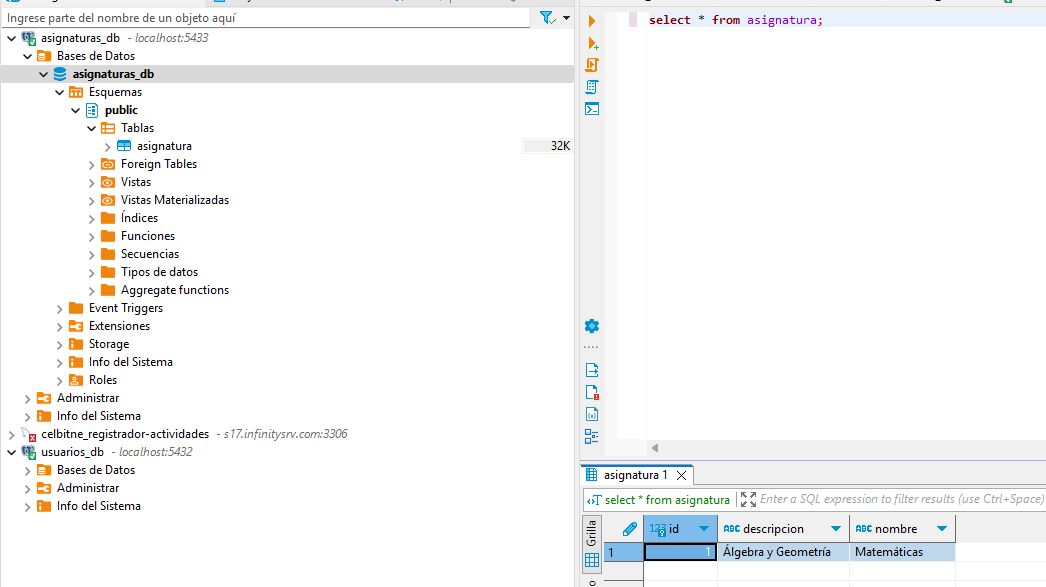 Ingrese parte del nombre de un objeto aquí
asignaturas_db - localhost:5433
Bases de Datos
asignaturas_db
Esquemas
public
Tablas
asignatura 32K
Foreign Tables
Vistas
Vistas Materializadas
Índices
Funciones
Secuencias
Tipos de datos
Aggregate functions
Event Triggers
Extensiones
Storage
Info del Sistema
Roles
Administrar
Info del Sistema
celbitne_registrador-actividades - s17.infinitysrv.com:3306
usuarios_db - localhost:5432
Bases de Datos
Administrar
Info del Sistema
select * from asignatura;
asignatura 1
select * from asignatura Enter a SQL expression to filter results (use Ctrl+Space)
Grilla
123 id ABC descripcion ABC nombre
1 1 Álgebra y Geometría Matemáticas